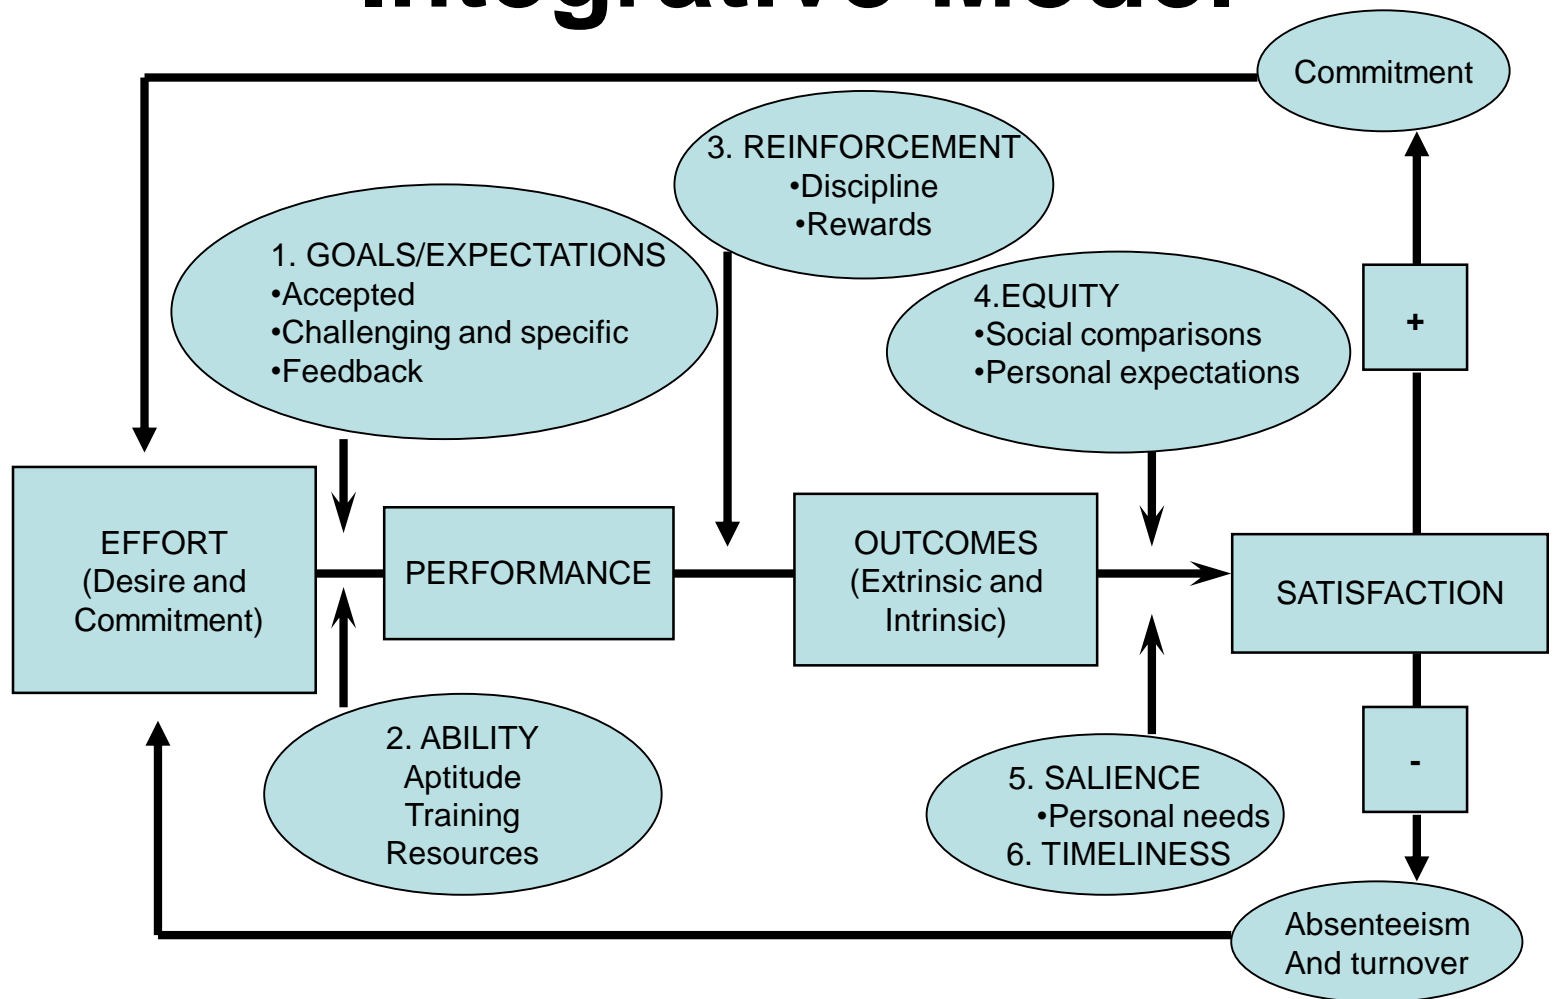 Integrative Model
Commitment
3. REINFORCEMENT
•Discipline
•Rewards
1. GOALS/EXPECTATIONS
•Accepted
•Challenging and specific
•Feedback
4.EQUITY
•Social comparisons
•Personal expectations
+
EFFORT
(Desire and
Commitment)
PERFORMANCE
OUTCOMES
(Extrinsic and
Intrinsic)
SATISFACTION
2. ABILITY
Aptitude
Training
Resources
5. SALIENCE
•Personal needs
6. TIMELINESS
-
Absenteeism
And turnover